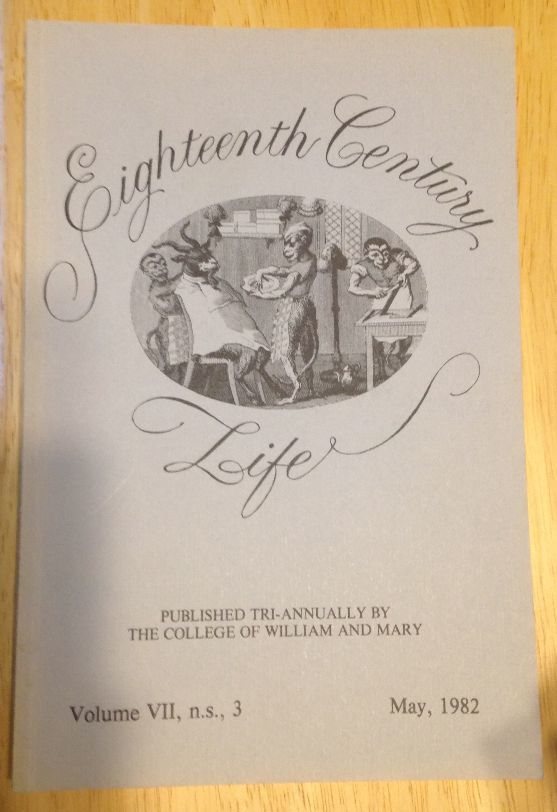 Eighteenth Century
Life
PUBLISHED TRI-ANNUALLY BY
THE COLLEGE OF WILLIAM AND MARY
Volume VII, n.s., 3
May, 1982